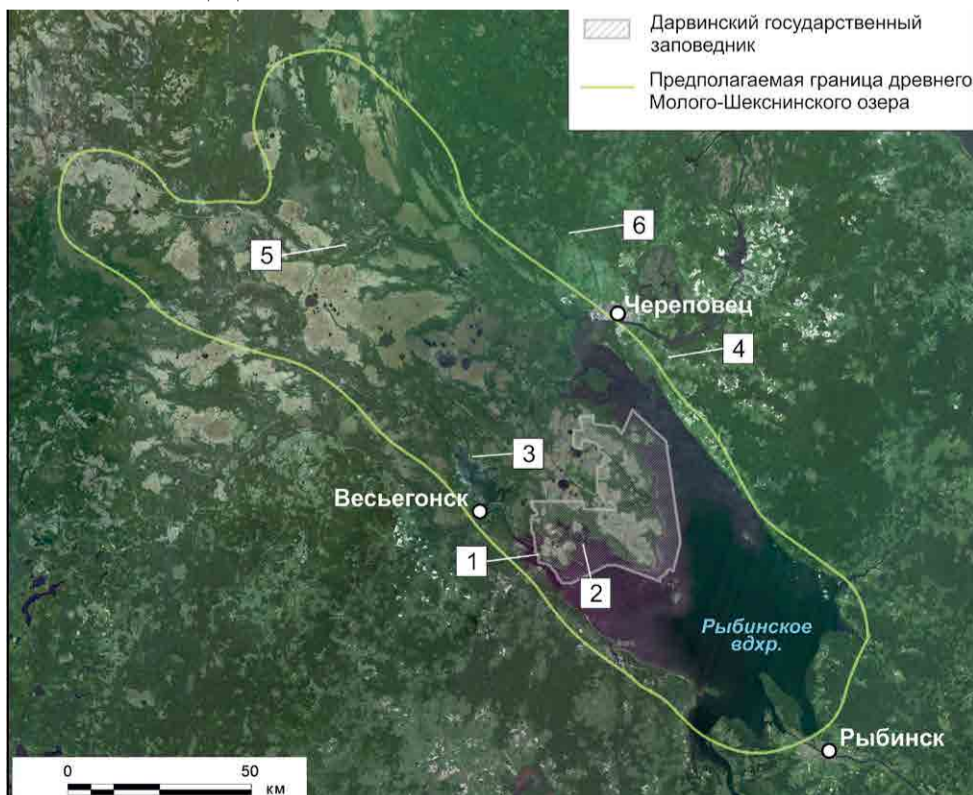 Дарвинский государственный
заповедник
Предполагаемая граница древнего
Молого-Шекснинского озера
6
5
Череповец
4
3
Весьегонск
1
2
Рыбинское
вдхр.
Рыбинск
0 50
км